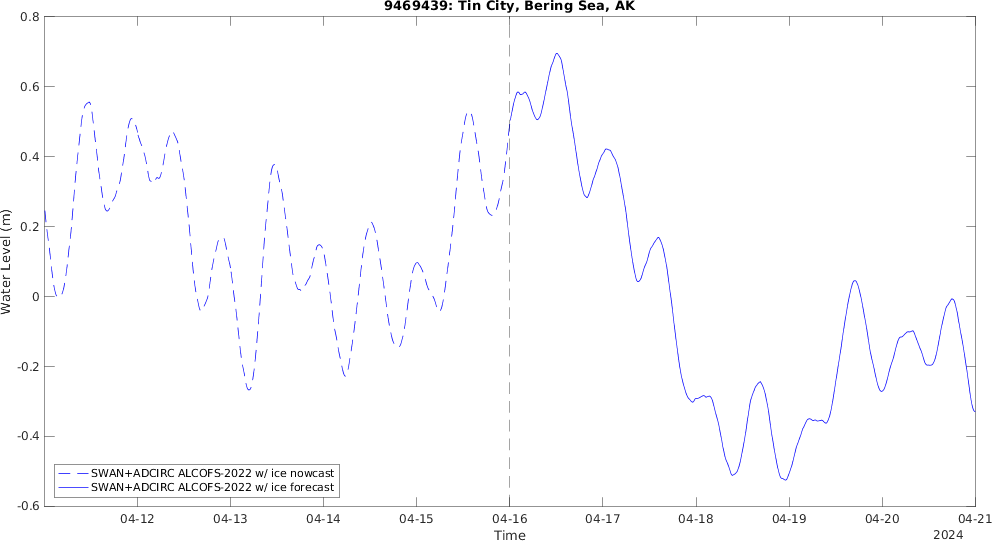 9469439: Tin City, Bering Sea, AK
0.8
0.6
0.4
0.2
0
-0.2
-0.4
-0.6
Water Level (m)
SWAN+ADCIRC ALCOFS-2022 w/ ice nowcast
SWAN+ADCIRC ALCOFS-2022 w/ ice forecast
04-12 04-13 04-14 04-15 04-16 04-17 04-18 04-19 04-20 04-21
Time
2024